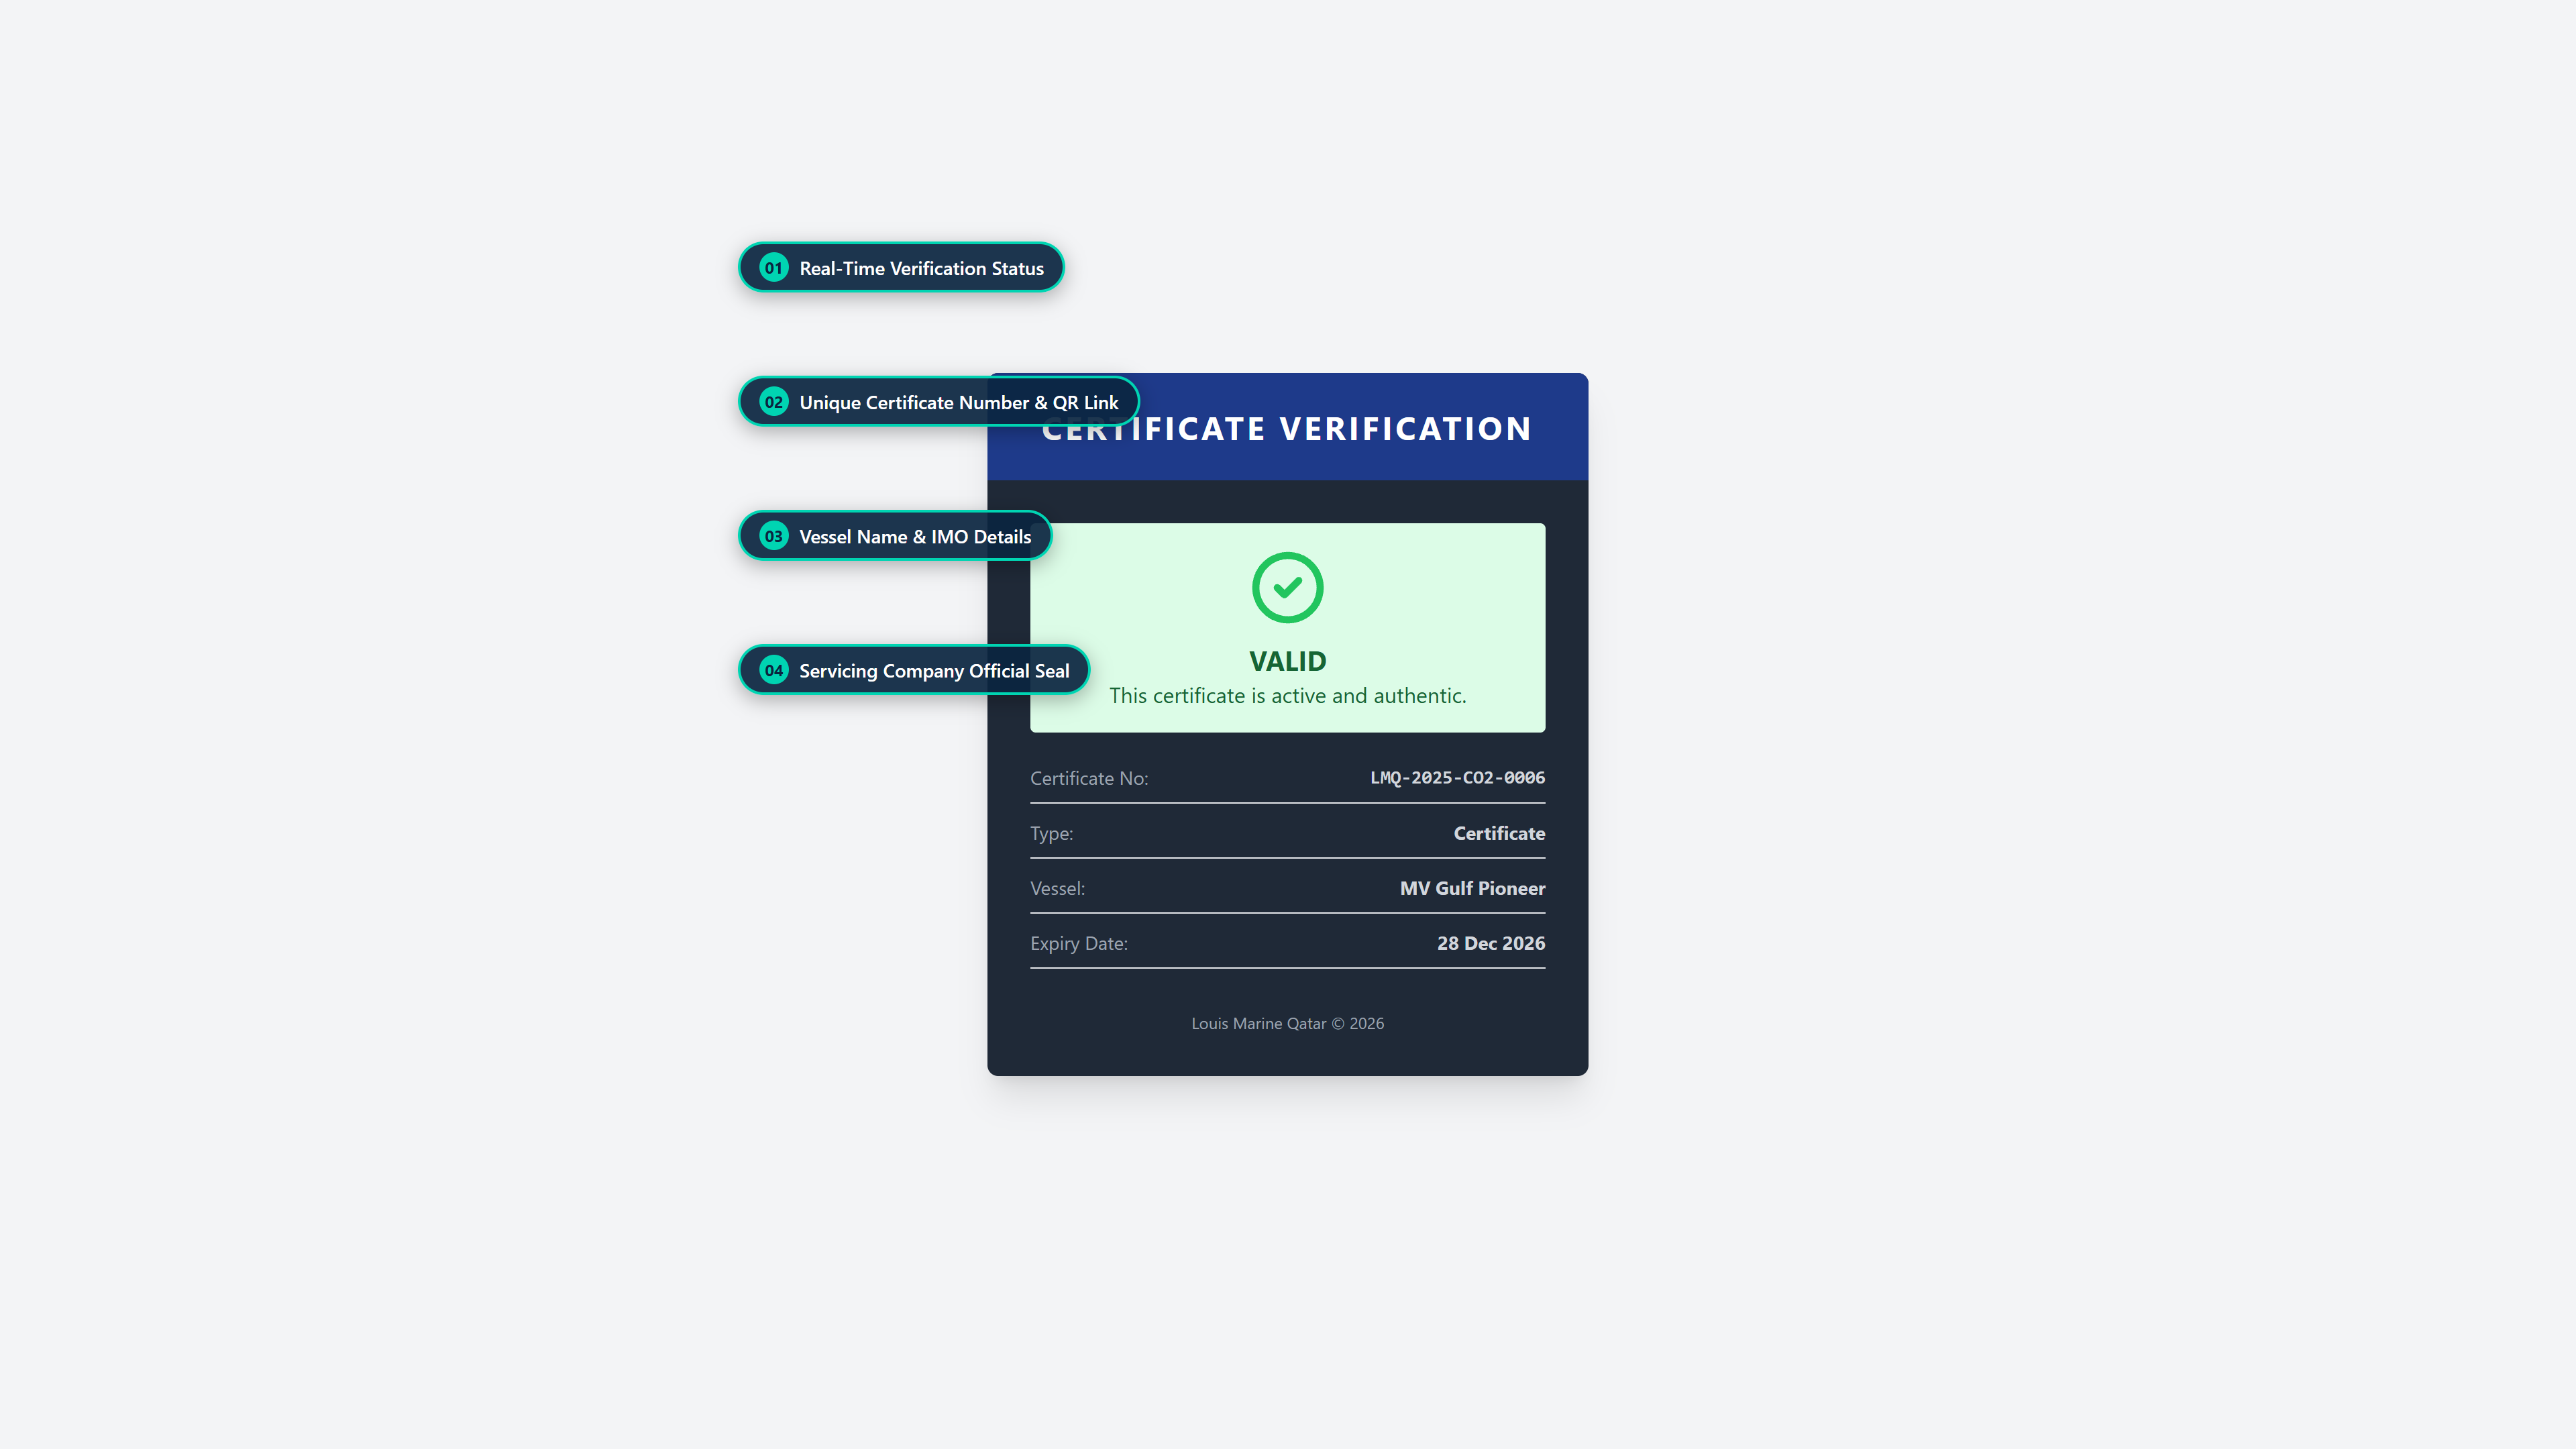 01 Real-Time Verification Status
02 Unique Certificate Number & QR Link
CERTIFICATE VERIFICATION
03 Vessel Name & IMO Details
04 Servicing Company Official Seal
VALID
This certificate is active and authentic.
Certificate No: LMQ-2025-CO2-0006
Type: Certificate
Vessel: MV Gulf Pioneer
Expiry Date: 28 Dec 2026
Louis Marine Qatar © 2026